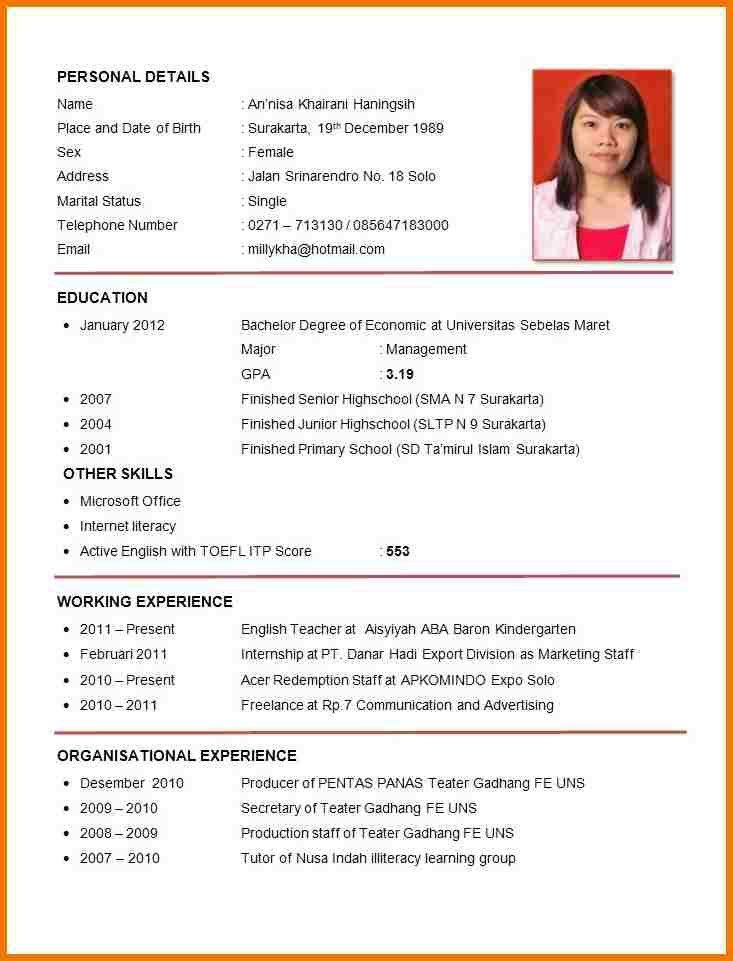 PERSONAL DETAILS
Name : An'nisa Khairani Haningsih
Place and Date of Birth : Surakarta, 19th December 1989
Sex : Female
Address : Jalan Srinarendro No. 18 Solo
Marital Status : Single
Telephone Number : 0271 – 713130 / 085647183000
Email : millykha@hotmail.com
EDUCATION
• January 2012 Bachelor Degree of Economic at Universitas Sebelas Maret
Major : Management
GPA : 3.19
• 2007 Finished Senior Highschool (SMA N 7 Surakarta)
• 2004 Finished Junior Highschool (SLTP N 9 Surakarta)
• 2001 Finished Primary School (SD Ta'mirul Islam Surakarta)
OTHER SKILLS
• Microsoft Office
• Internet literacy
• Active English with TOEFL ITP Score : 553
WORKING EXPERIENCE
• 2011 – Present English Teacher at Aisyiyah ABA Baron Kindergarten
• Februari 2011 Internship at PT. Danar Hadi Export Division as Marketing Staff
• 2010 – Present Acer Redemption Staff at APKOMINDO Expo Solo
• 2010 – 2011 Freelance at Rp.7 Communication and Advertising
ORGANISATIONAL EXPERIENCE
• Desember 2010 Producer of PENTAS PANAS Teater Gadhang FE UNS
• 2009 – 2010 Secretary of Teater Gadhang FE UNS
• 2008 – 2009 Production staff of Teater Gadhang FE UNS
• 2007 – 2010 Tutor of Nusa Indah illiteracy learning group